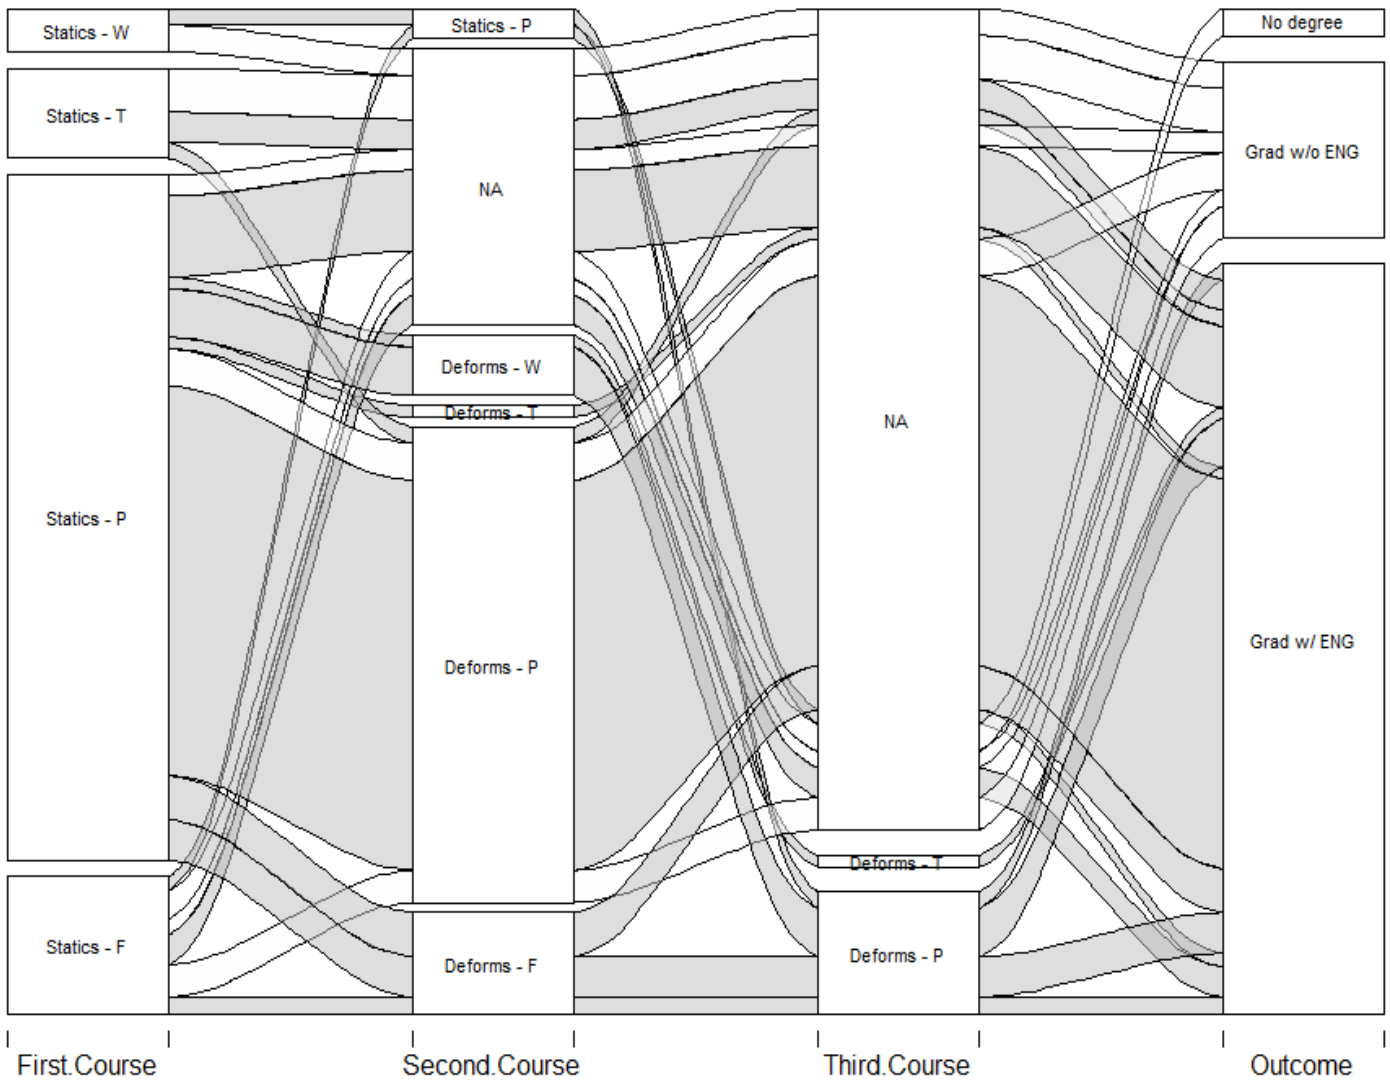 Statics - W
Statics - T
Statics - P
Statics - F
Statics - P
NA
Deforms - W
Deforms - T
Deforms - P
Deforms - F
NA
Deforms - T
Deforms - P
No degree
Grad w/o ENG
Grad w/ ENG
First.Course
Second.Course
Third.Course
Outcome